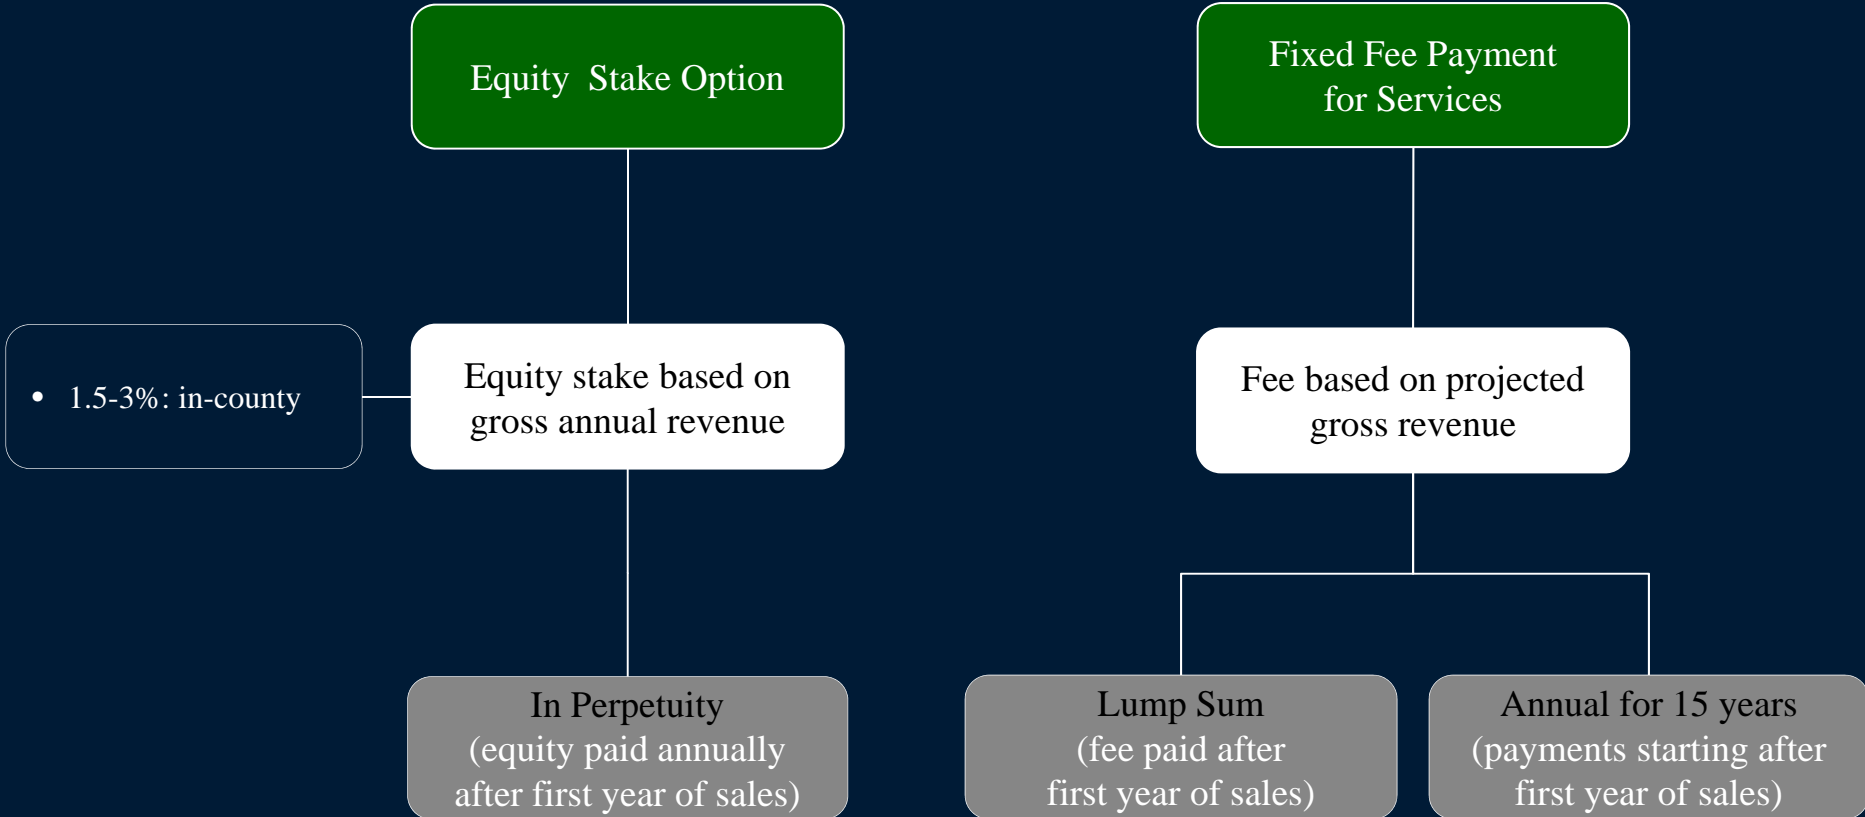 Equity Stake Option
Fixed Fee Payment
for Services
• 1.5-3%: in-county
Equity stake based on
gross annual revenue
Fee based on projected
gross revenue
In Perpetuity
(equity paid annually
after first year of sales)
Lump Sum
(fee paid after
first year of sales)
Annual for 15 years
(payments starting after
first year of sales)